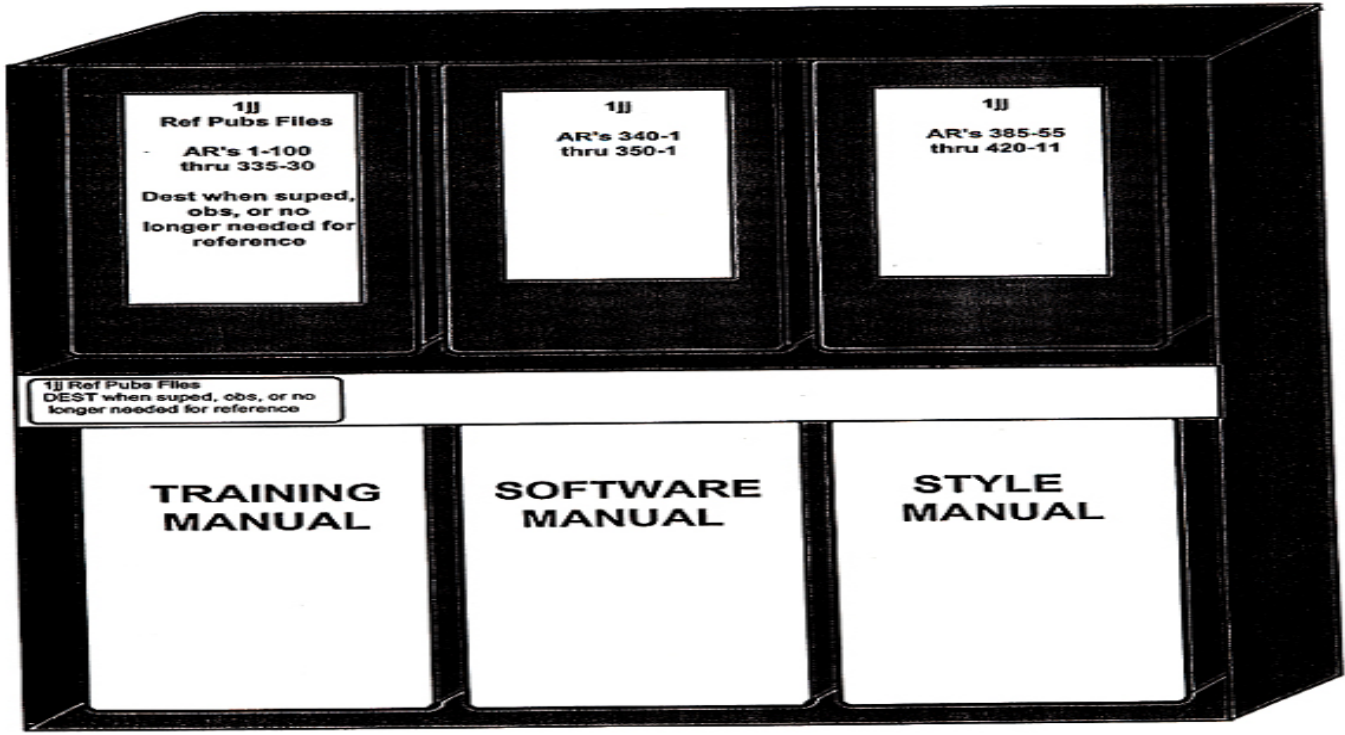 1jj
Ref Pubs Files
AR's 1-100
thru 335-30
Dest when suped,
obs, or no
longer needed for
reference
1jj
AR's 340-1
thru 350-1
1jj
AR's 385-55
thru 420-11
1jj Ref Pubs Files
DEST when suped, obs, or no
longer needed for reference
TRAINING
MANUAL
SOFTWARE
MANUAL
STYLE
MANUAL